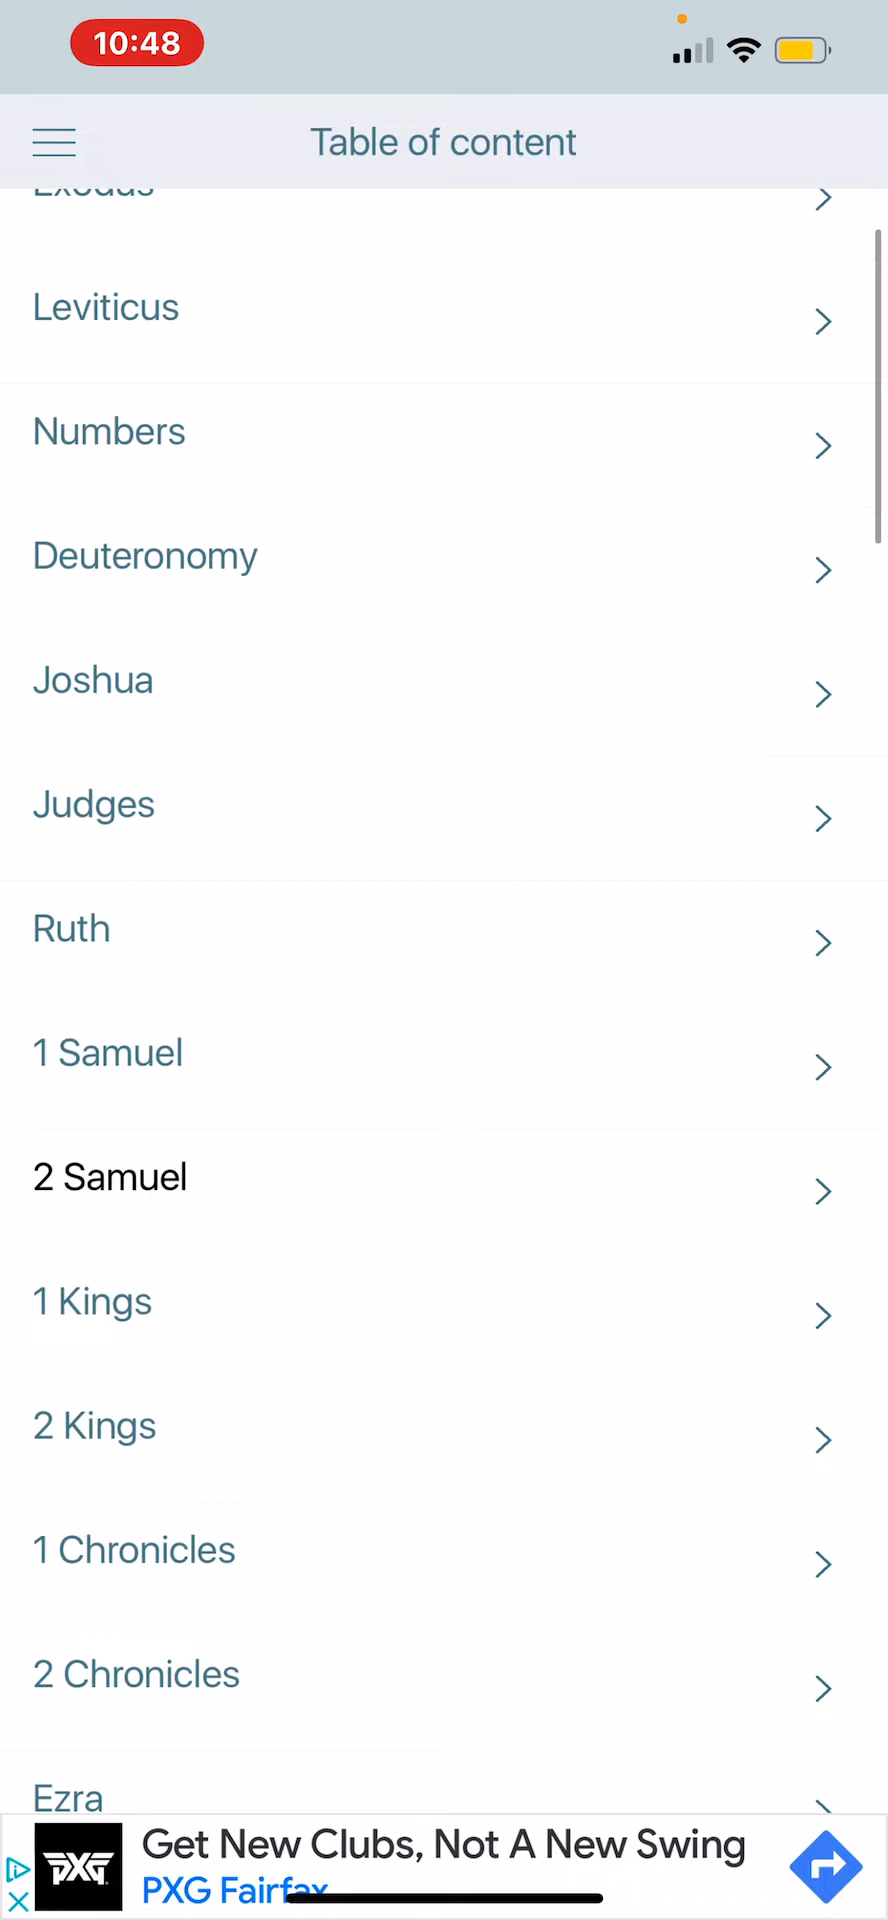 10:48
Table of content
Exodus
Leviticus
Numbers
Deuteronomy
Joshua
Judges
Ruth
1 Samuel
2 Samuel
1 Kings
2 Kings
1 Chronicles
2 Chronicles
Ezra
PXG
Get New Clubs, Not A New Swing
PXG Fairfax